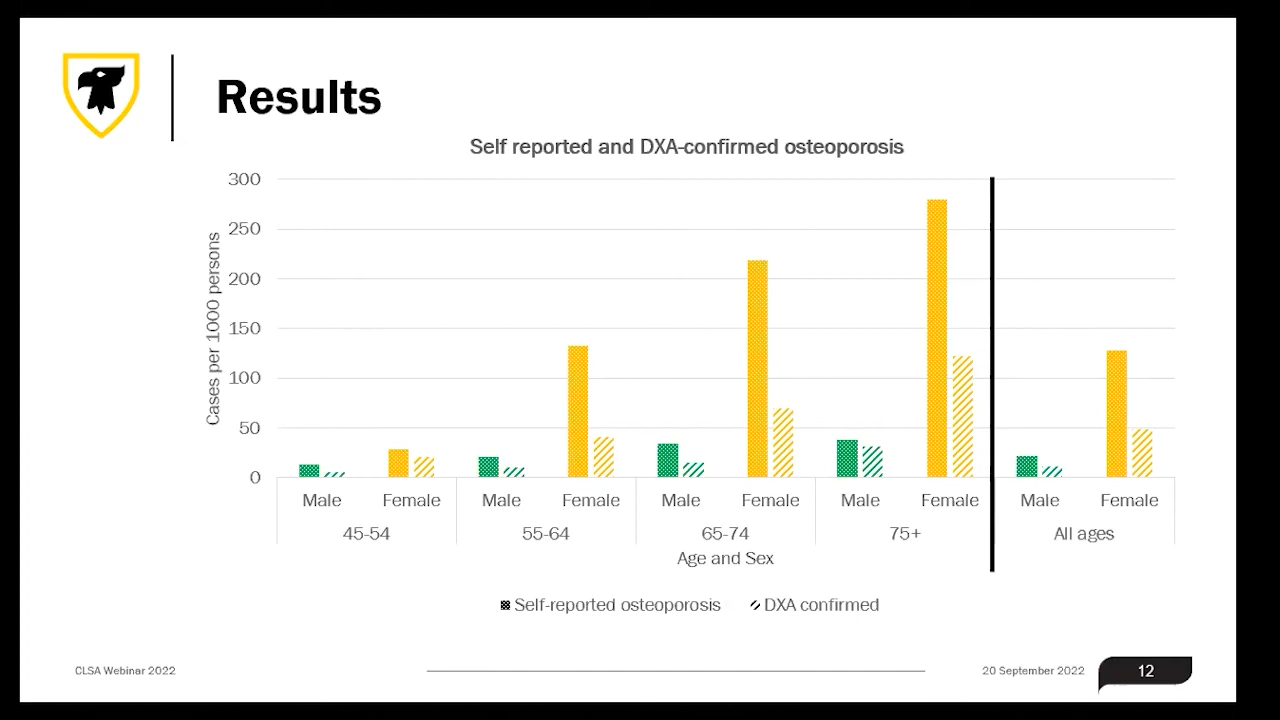 Results
Self reported and DXA-confirmed osteoporosis
300
250
200
150
100
50
0
Cases per 1000 persons
Male Female Male Female Male Female Male Female Male Female
45-54 55-64 65-74 75+ All ages
Age and Sex
Self-reported osteoporosis DXA confirmed
CLSA Webinar 2022 20 September 2022 12